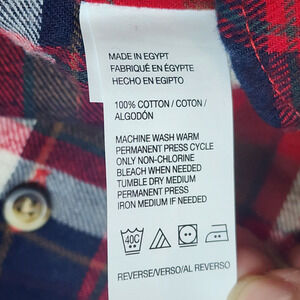 MADE IN EGYPT
FABRIQUÉ EN ÉGYPTE
HECHO EN EGIPTO
100% COTTON / COTON /
ALGODÓN
MACHINE WASH WARM
PERMANENT PRESS CYCLE
ONLY NON-CHLORINE
BLEACH WHEN NEEDED
TUMBLE DRY MEDIUM
PERMANENT PRESS
IRON MEDIUM IF NEEDED
40C
REVERSE/VERSO/AL REVERSO